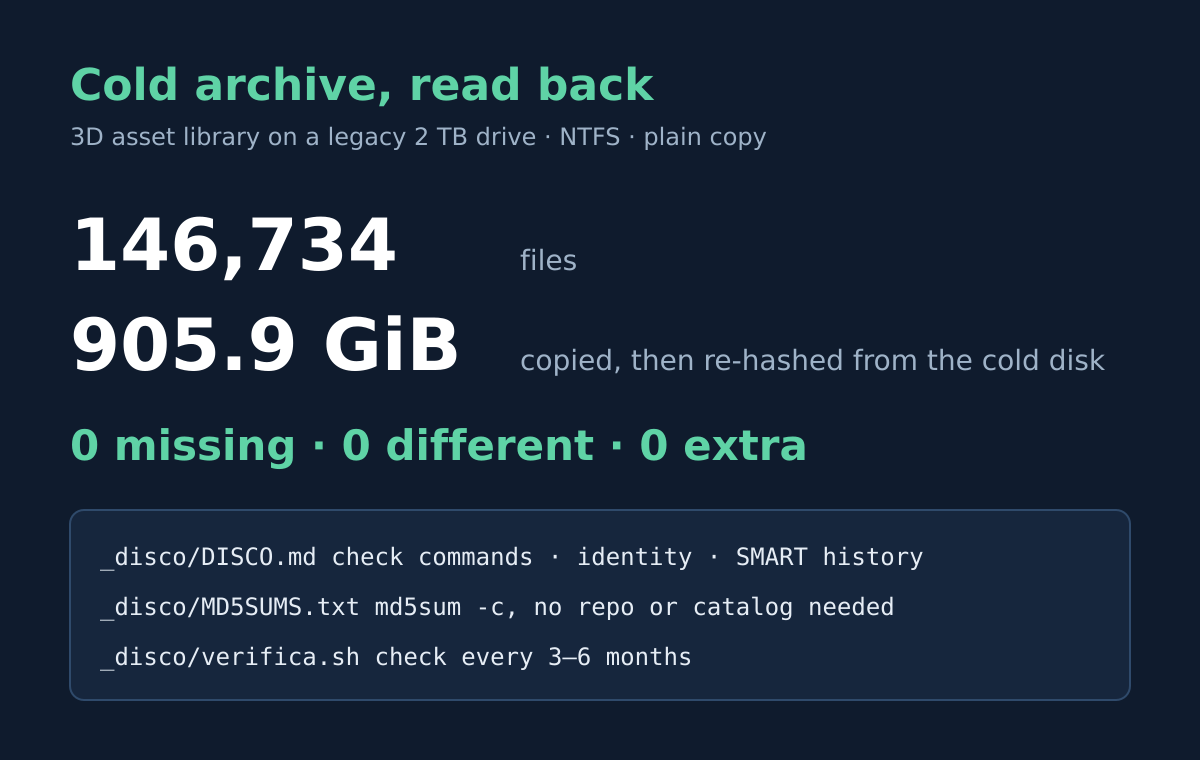 Cold archive, read back
3D asset library on a legacy 2 TB drive · NTFS · plain copy
146,734 files
905.9 GiB copied, then re-hashed from the cold disk
0 missing · 0 different · 0 extra
_disco/DISCO.md check commands · identity · SMART history
_disco/MD5SUMS.txt md5sum -c, no repo or catalog needed
_disco/verifica.sh check every 3–6 months